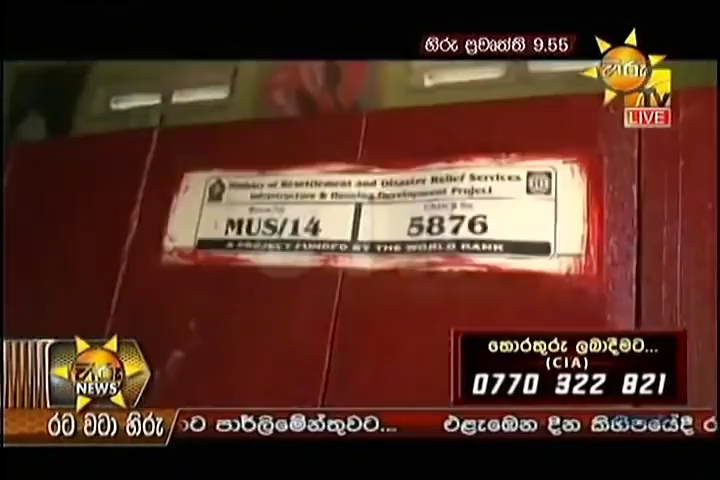 හිරු ප්‍රවෘත්ති 9.55
හිරු
TV
LIVE
Ministry of Resettlement and Disaster Relief Services
Infrastructure & Housing Development Project
MUS/14
5876
A PROJECT FUNDED BY THE WORLD BANK
තොරතුරු ලබාදීමට...
(CIA)
0770 322 821
හිරු
NEWS
රට වටා හිරු
ට පාර්ලිමේන්තුවට...
එළැඹෙන දින කිහිපයේදී ර